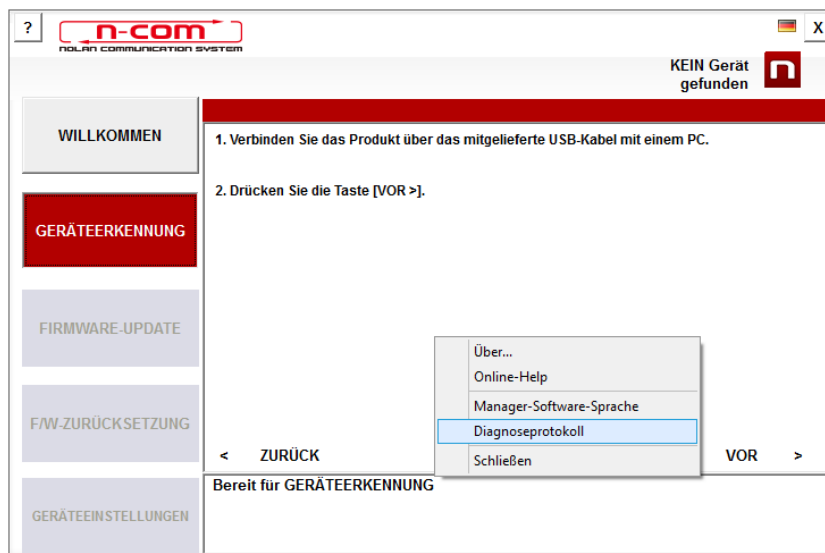 ?
n-com
NOLAN COMMUNICATION SYSTEM
X
KEIN Gerät
gefunden
n
WILLKOMMEN
1. Verbinden Sie das Produkt über das mitgelieferte USB-Kabel mit einem PC.
2. Drücken Sie die Taste [VOR >].
GERÄTEERKENNUNG
FIRMWARE-UPDATE
Über...
Online-Help
Manager-Software-Sprache
Diagnoseprotokoll
Schließen
F/W-ZURÜCKSETZUNG
< ZURÜCK
VOR >
Bereit für GERÄTEERKENNUNG
GERÄTEEINSTELLUNGEN